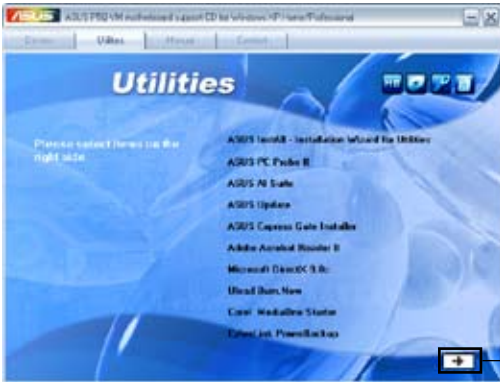 ASUS P5Q-VM motherboard support CD for Windows XP Home/Professional
Drivers Utilities Manual Contact
Utilities
Please select items on the
right side
ASUS InstAll - Installation Wizard for Utilities
ASUS PC Probe II
ASUS AI Suite
ASUS Update
ASUS Express Gate Installer
Adobe Acrobat Reader 8
Microsoft DirectX 9.0c
Ulead Burn.Now
Corel MediaOne Starter
CyberLink PowerBackup